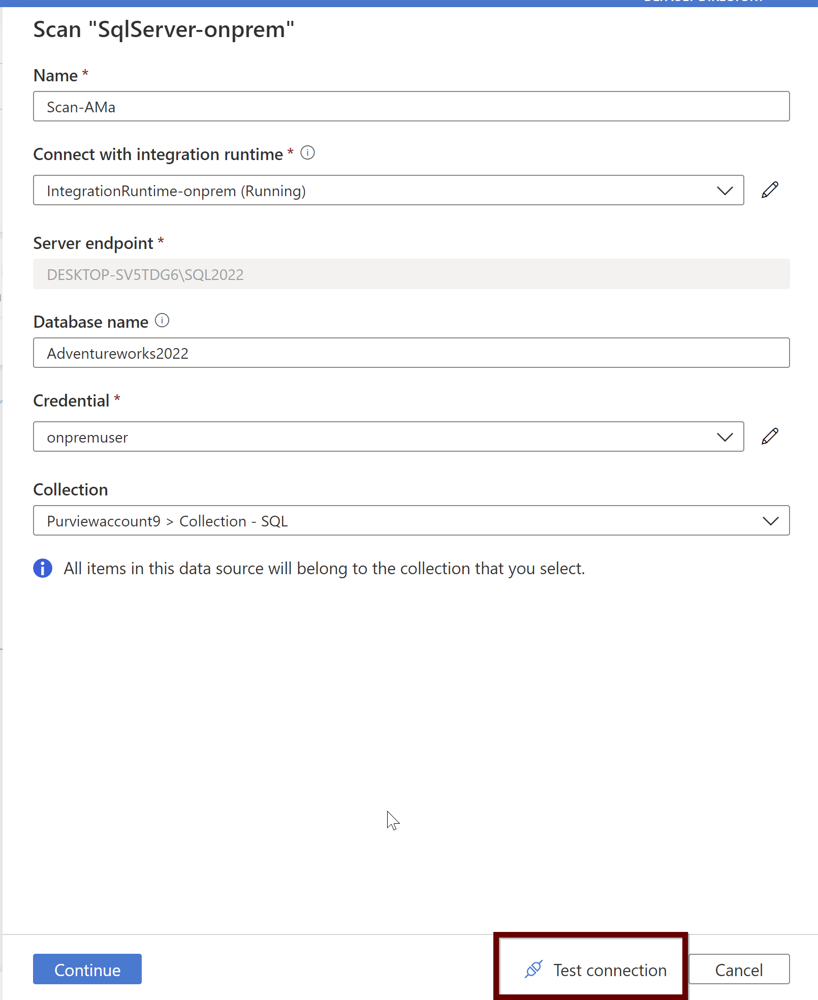 Scan "SqlServer-onprem"
Name *
Scan-AMa
Connect with integration runtime *
IntegrationRuntime-onprem (Running)
Server endpoint *
DESKTOP-SV5TDG6\SQL2022
Database name
Adventureworks2022
Credential *
onpremuser
Collection
Purviewaccount9 > Collection - SQL
All items in this data source will belong to the collection that you select.
Continue
Test connection
Cancel